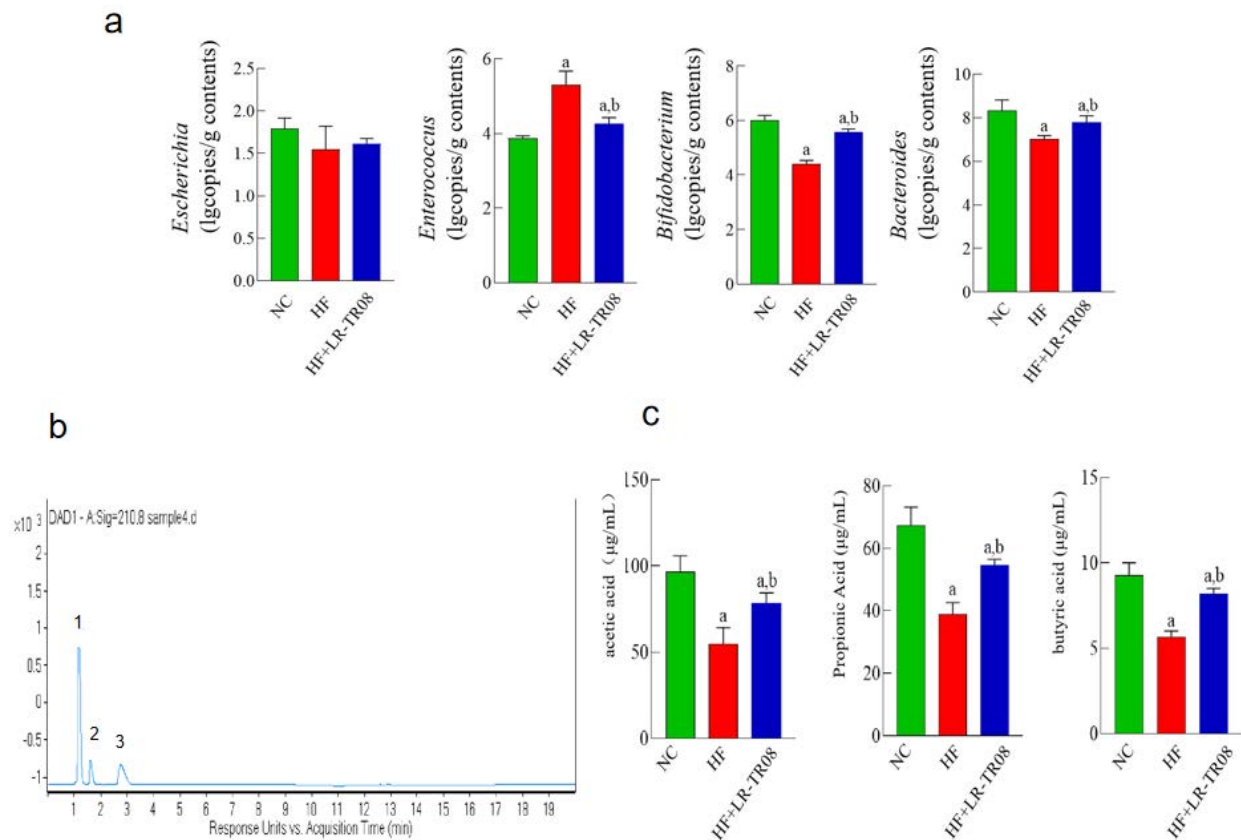 a
Escherichia
(lgcopies/g contents)
2.5
2.0
1.5
1.0
0.5
0.0
NC
HF
HF+LR-TR08
Enterococcus
(lgcopies/g contents)
6
4
2
0
a
a,b
NC
HF
HF+LR-TR08
Bifidobacterium
(lgcopies/g contents)
8
6
4
2
0
a
a,b
NC
HF
HF+LR-TR08
Bacteroides
(lgcopies/g contents)
10
8
6
4
2
0
a
a,b
NC
HF
HF+LR-TR08
b
x10 3
DAD1 - A:Sig=210,8 sample4.d
2
1.5
1
0.5
0
-0.5
-1
1
2
3
1 2 3 4 5 6 7 8 9 10 11 12 13 14 15 16 17 18 19
Response Units vs. Acquisition Time (min)
c
acetic acid（µg/mL）
150
100
50
0
a
a,b
NC
HF
HF+LR-TR08
Propionic Acid (µg/mL)
80
60
40
20
0
a
a,b
NC
HF
HF+LR-TR08
butyric acid (µg/mL)
15
10
5
0
a
a,b
NC
HF
HF+LR-TR08